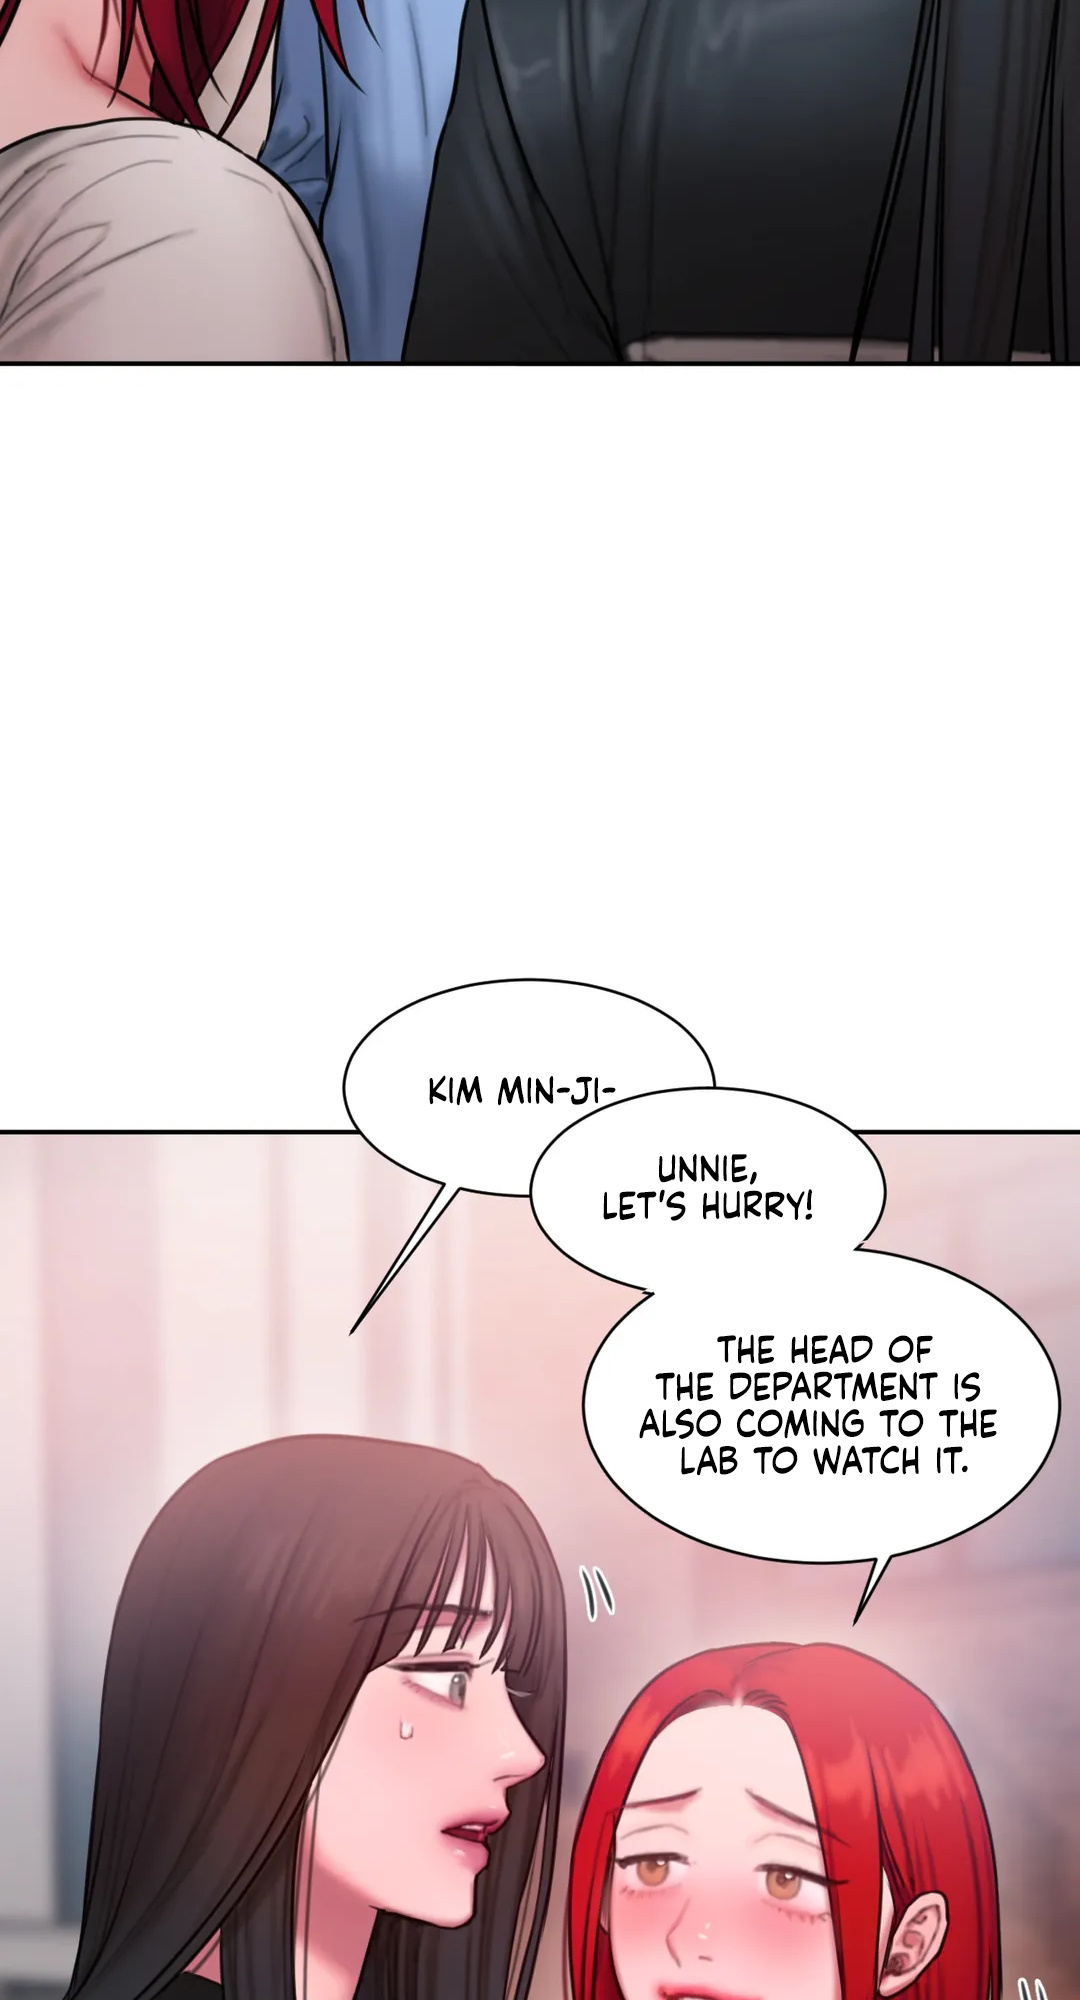 KIM MIN-JI-
UNNIE,
LET'S HURRY!
THE HEAD OF
THE DEPARTMENT IS
ALSO COMING TO THE
LAB TO WATCH IT.